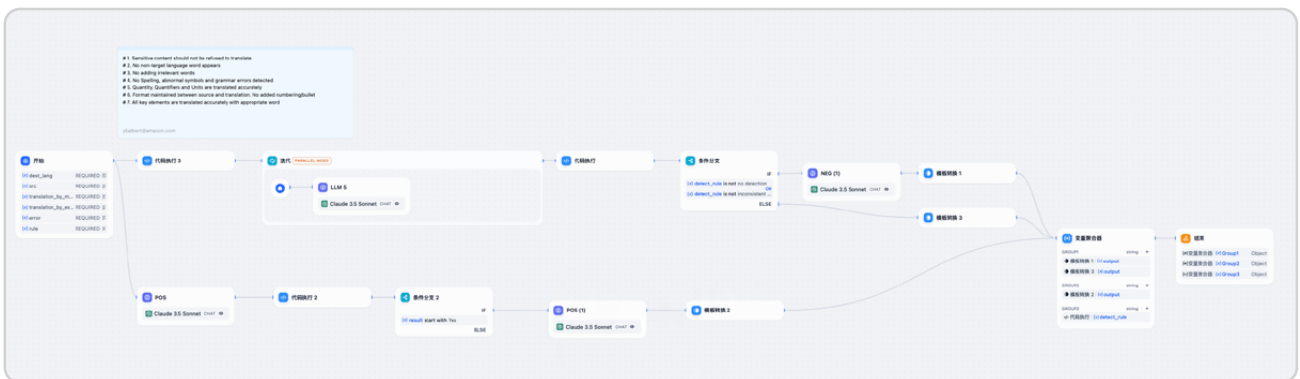 # 1. Sensitive content should not be refused to translate
# 2. No non-target language word appears
# 3. No adding irrelevant words
# 4. No Spelling, abnormal symbols and grammar errors detected
# 5. Quantity, Quantifiers and Units are translated accurately
# 6. Format maintained between source and translation. No added numbering/bullet
# 7. All key elements are translated accurately with appropriate word
开始
dest_lang REQUIRED
src REQUIRED
translation_by_m... REQUIRED
translation_by_ex... REQUIRED
error REQUIRED
rule REQUIRED
代码执行 3
迭代 PARALLEL MODE
LLM 5
Claude 3.5 Sonnet CHAT
代码执行
条件分支
IF
detect_rule is not no detection
OR
detect_rule is not inconsistent ...
ELSE
NEG (1)
Claude 3.5 Sonnet CHAT
模板转换 1
模板转换 3
POS
Claude 3.5 Sonnet CHAT
代码执行 2
条件分支 2
IF
result start with Yes
ELSE
POS (1)
Claude 3.5 Sonnet CHAT
模板转换 2
变量聚合器
GROUP1 string
模板转换 1 {x} output
模板转换 3 {x} output
GROUP2 string
模板转换 2 {x} output
GROUP3 string
代码执行 {x} detect_rule
结束
变量聚合器 {x} Group1 Object
变量聚合器 {x} Group2 Object
变量聚合器 {x} Group3 Object